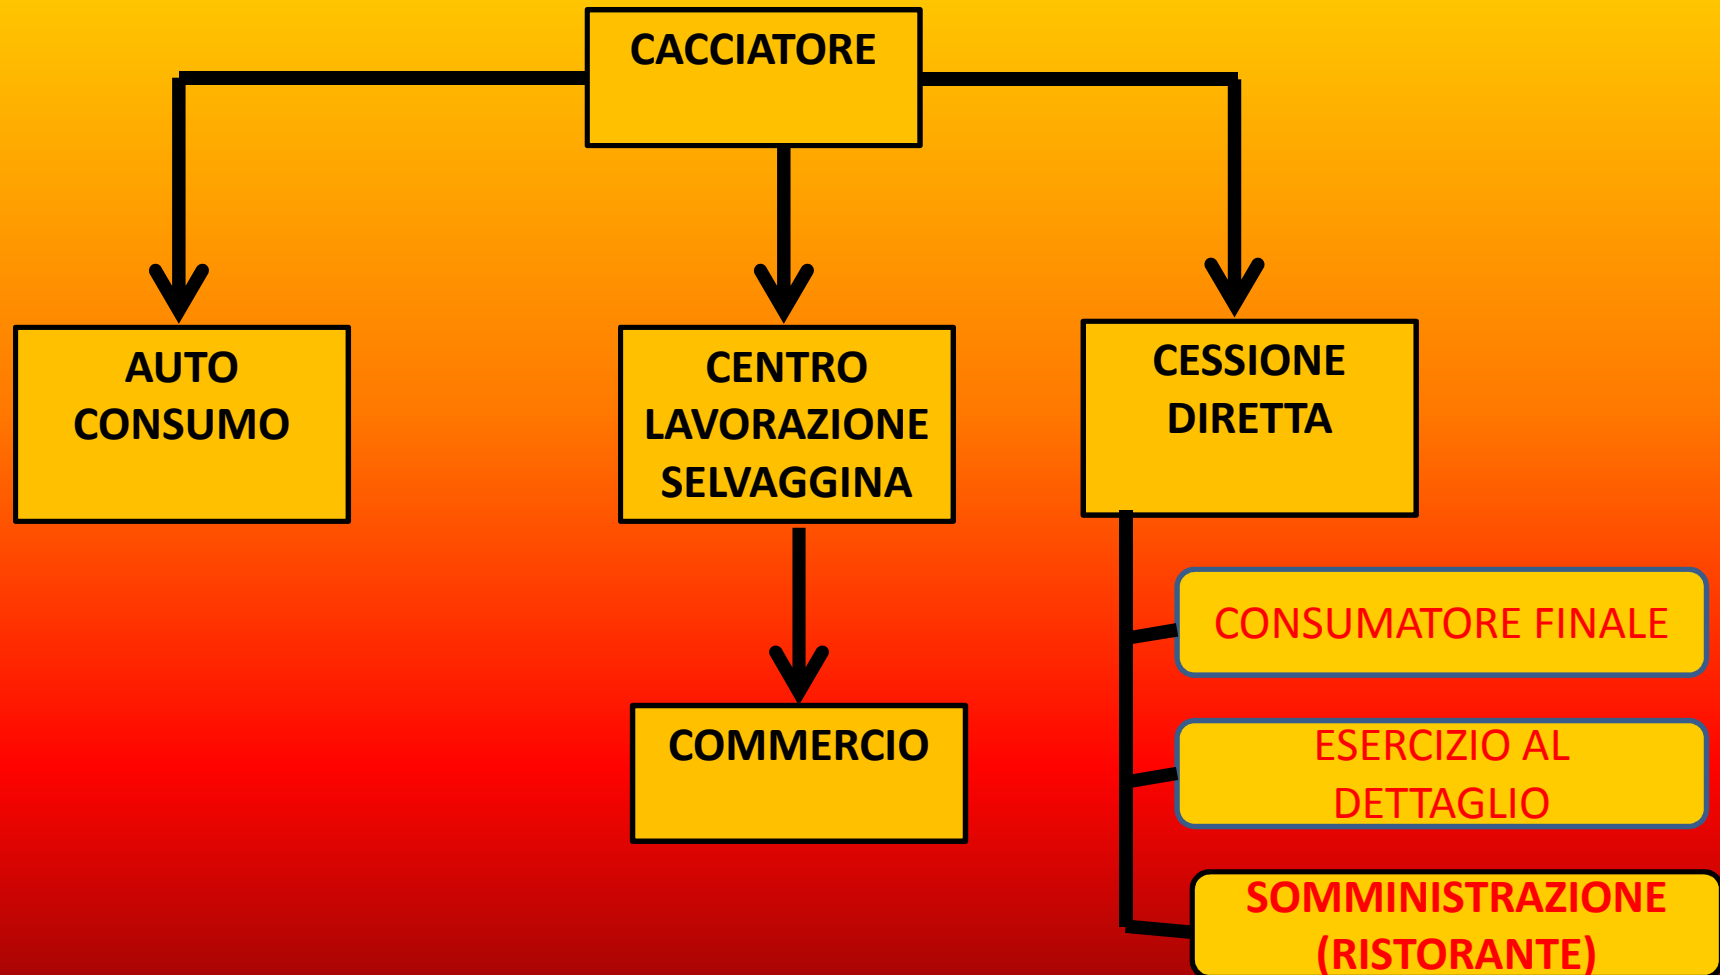 CACCIATORE
AUTO
CONSUMO
CENTRO
LAVORAZIONE
SELVAGGINA
CESSIONE
DIRETTA
CONSUMATORE FINALE
ESERCIZIO AL
DETTAGLIO
COMMERCIO
SOMMINISTRAZIONE
(RISTORANTE)